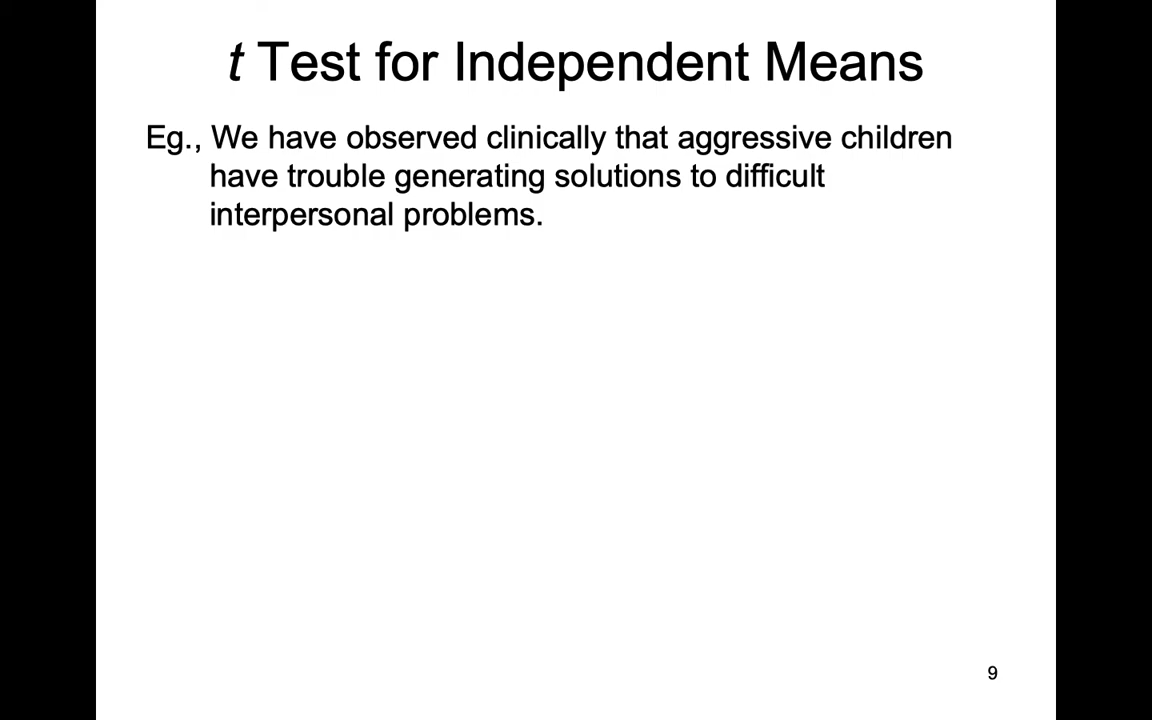 t Test for Independent Means
Eg., We have observed clinically that aggressive children
have trouble generating solutions to difficult
interpersonal problems.
9